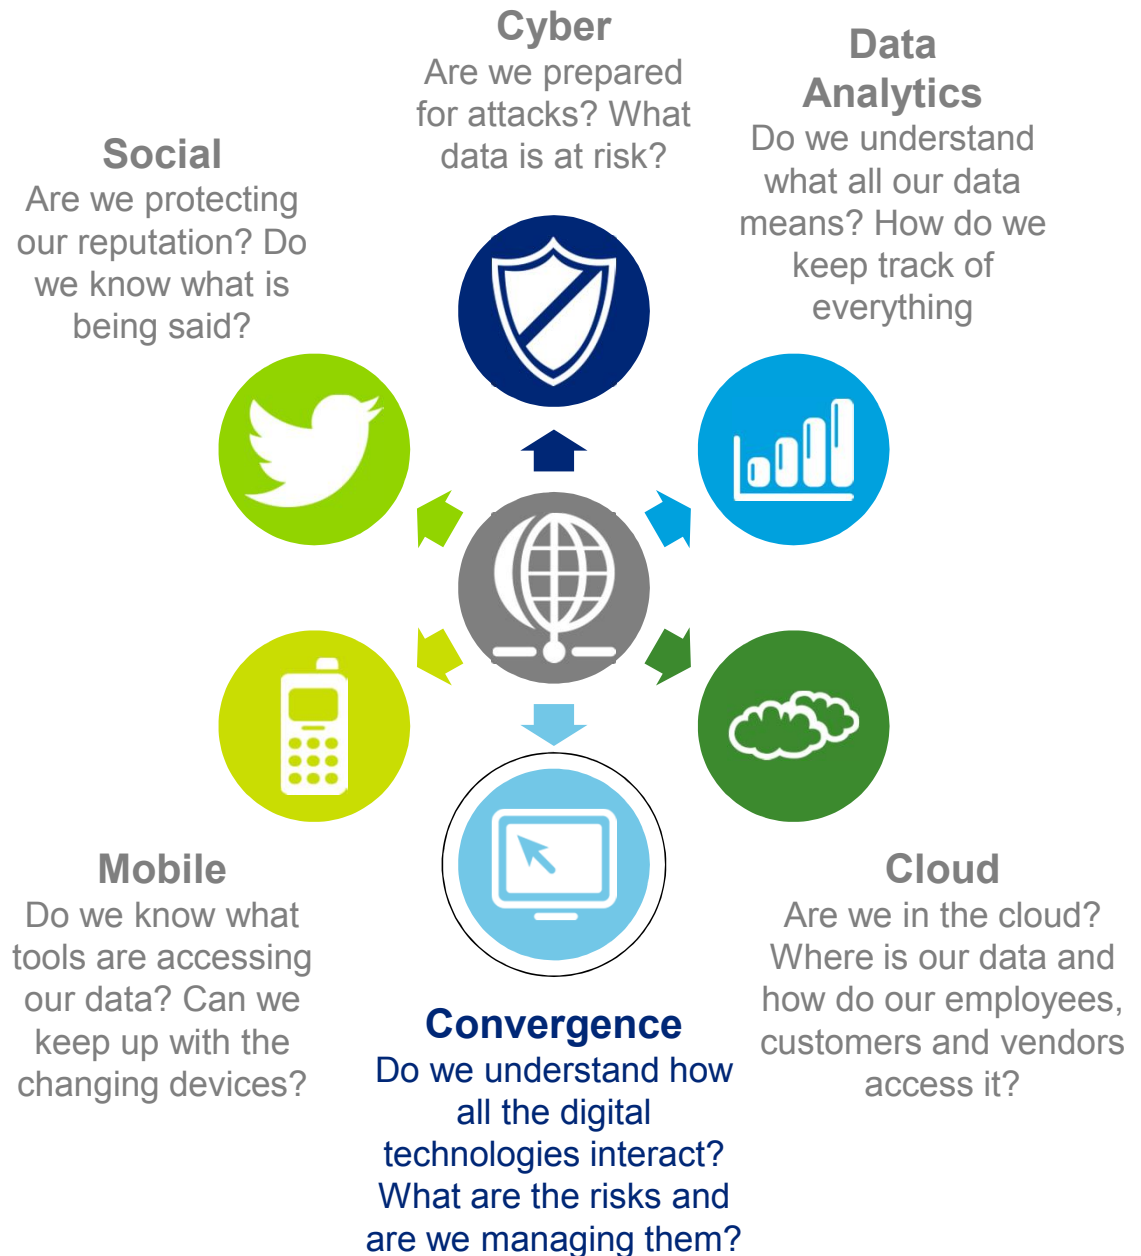 Cyber
Are we prepared
for attacks? What
data is at risk?
Data
Analytics
Do we understand
what all our data
means? How do we
keep track of
everything
Social
Are we protecting
our reputation? Do
we know what is
being said?
Mobile
Do we know what
tools are accessing
our data? Can we
keep up with the
changing devices?
Convergence
Do we understand how
all the digital
technologies interact?
What are the risks and
are we managing them?
Cloud
Are we in the cloud?
Where is our data and
how do our employees,
customers and vendors
access it?